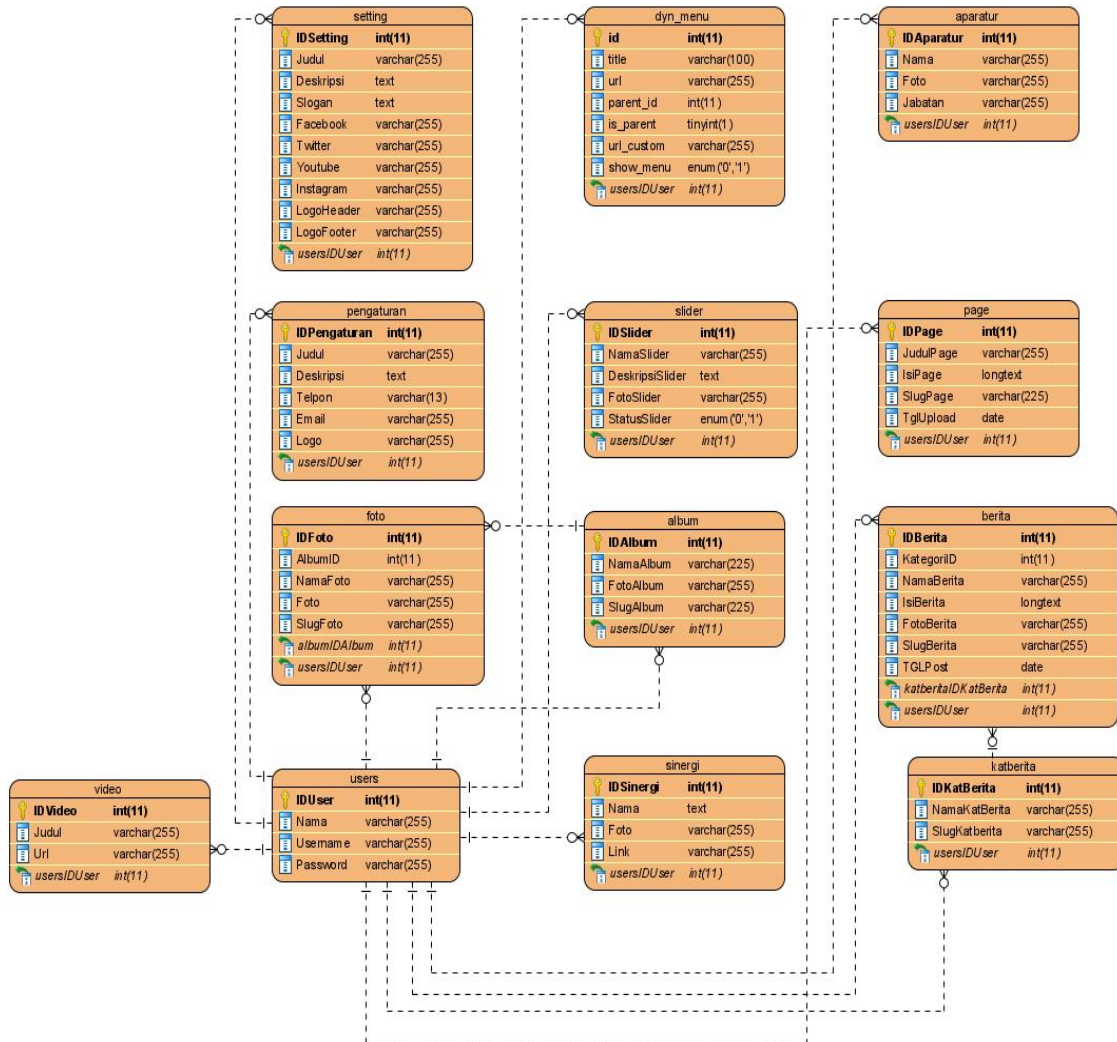 setting
IDSetting int(11)
Judul varchar(255)
Deskripsi text
Slogan text
Facebook varchar(255)
Twitter varchar(255)
Youtube varchar(255)
Instagram varchar(255)
LogoHeader varchar(255)
LogoFooter varchar(255)
usersIDUser int(11)
dyn_menu
id int(11)
title varchar(100)
url varchar(255)
parent_id int(11)
is_parent tinyint(1)
url_custom varchar(255)
show_menu enum('0','1')
usersIDUser int(11)
aparatur
IDAparatur int(11)
Nama varchar(255)
Foto varchar(255)
Jabatan varchar(255)
usersIDUser int(11)
pengaturan
IDPengaturan int(11)
Judul varchar(255)
Deskripsi text
Telpon varchar(13)
Email varchar(255)
Logo varchar(255)
usersIDUser int(11)
slider
IDSlider int(11)
NamaSlider varchar(255)
DeskripsiSlider text
FotoSlider varchar(255)
StatusSlider enum('0','1')
usersIDUser int(11)
page
IDPage int(11)
JudulPage varchar(255)
IsiPage longtext
SlugPage varchar(225)
TglUpload date
usersIDUser int(11)
foto
IDFoto int(11)
AlbumID int(11)
NamaFoto varchar(255)
Foto varchar(255)
SlugFoto varchar(255)
albumIDAlbum int(11)
usersIDUser int(11)
album
IDAlbum int(11)
NamaAlbum varchar(225)
FotoAlbum varchar(255)
SlugAlbum varchar(225)
usersIDUser int(11)
berita
IDBerita int(11)
KategoriID int(11)
NamaBerita varchar(255)
IsiBerita longtext
FotoBerita varchar(255)
SlugBerita varchar(255)
TGLPost date
katberitaIDKatBerita int(11)
usersIDUser int(11)
video
IDVideo int(11)
Judul varchar(255)
Url varchar(255)
usersIDUser int(11)
users
IDUser int(11)
Nama varchar(255)
Username varchar(255)
Password varchar(255)
sinergi
IDSinergi int(11)
Nama text
Foto varchar(255)
Link varchar(255)
usersIDUser int(11)
katberita
IDKatBerita int(11)
NamaKatBerita varchar(255)
SlugKatberita varchar(255)
usersIDUser int(11)